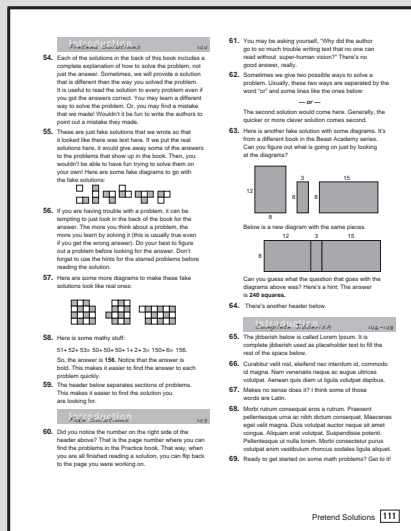 Introduction
Pretend Solutions 144
54. Each of the solutions in the back of this book includes a
complete explanation of how to solve the problem, not
just the answer. Sometimes, we will provide a solution
that is different than the way you solved the problem.
It is useful to read the solution to every problem even if
you got the answers correct. You may learn a different
way to solve the problem. Or, you may find a mistake
that we made! Wouldn't it be fun to write the authors to
point out a mistake they made.
55. These are just fake solutions that we wrote so that
it looked like there was text here. If we put the real
solutions here, it would give away some of the answers
to the problems that show up in the book. Then, you
wouldn't be able to have fun trying to solve them on
your own! Here are some fake diagrams to go with
the fake solutions:
56. If you are having trouble with a problem, it can be
tempting to just look in the back of the book for the
answer. The more you think about a problem, the
more you learn by solving it (this is usually true even
if you get the wrong answer). Do your best to figure
out a problem before looking for the answer. Don't
forget to use the hints for the starred problems before
reading the solution.
57. Here are some more diagrams to make these fake
solutions look like real ones:
58. Here is some mathy stuff:
51+52+53= 50+50+50+1+2+3= 150+6= 156.
So, the answer is 156. Notice that the answer is
bold. This makes it easier to find the answer to each
problem quickly.
59. The header below separates sections of problems.
This makes it easier to find the solution you
are looking for.
Introduction
Fake Solutions 145
60. Did you notice the number on the right side of the
header above? That is the page number where you can
find the problems in the Practice book. That way, when
you are all finished reading a solution, you can flip back
to the page you were working on.
61. You may be asking yourself, "Why did the author
go to so much trouble writing text that no one can
read without super-human vision?" There's no
good answer, really.
62. Sometimes we give two possible ways to solve a
problem. Usually, these two ways are separated by the
word "or" and some lines like the ones below:
— or —
The second solution would come here. Generally, the
quicker or more clever solution comes second.
63. Here is another fake solution with some diagrams. It's
from a different book in the Beast Academy series.
Can you figure out what is going on just by looking
at the diagrams?
3 15
12 8 8
8
Below is a new diagram with the same pieces.
12 3 15
8
Can you guess what the question that goes with the
diagrams above was? Here's a hint: The answer
is 240 squares.
64. There's another header below.
Introduction
Complete Jibberish 146-148
65. The jibberish below is called Lorem Ipsum. It is
complete jibberish used as placeholder text to fill the
rest of the space below.
66. Curabitur velit nisl, eleifend nec interdum id, commodo
id magna. Nam venenatis neque ac augue ultrices
volutpat. Aenean quis diam ut ligula volutpat dapibus.
67. Makes no sense does it? I think some of those
words are Latin.
68. Morbi rutrum consequat eros a rutrum. Praesent
pellentesque urna ac nibh dictum consequat. Maecenas
eget velit magna. Duis volutpat auctor neque sit amet
congue. Aliquam erat volutpat. Suspendisse potenti.
Pellentesque ut nulla lorem. Morbi consectetur purus
volutpat enim vestibulum rhoncus sodales ligula aliquet.
69. Ready to get started on some math problems? Get to it!
Pretend Solutions 111